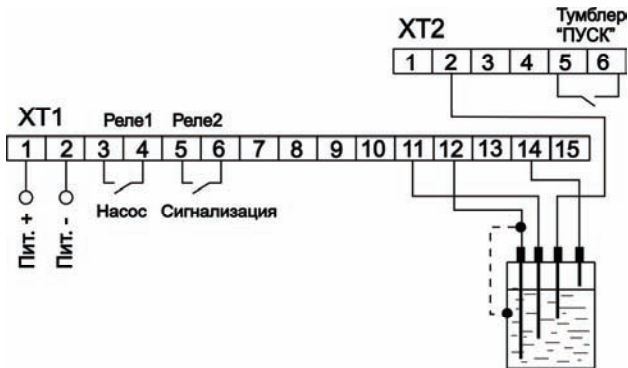 Тумблер
"ПУСК"
XT2
1 2 3 4 5 6
XT1
Реле1 Реле2
1 2 3 4 5 6 7 8 9 10 11 12 13 14 15
Насос Сигнализация
Пит. +
Пит. -